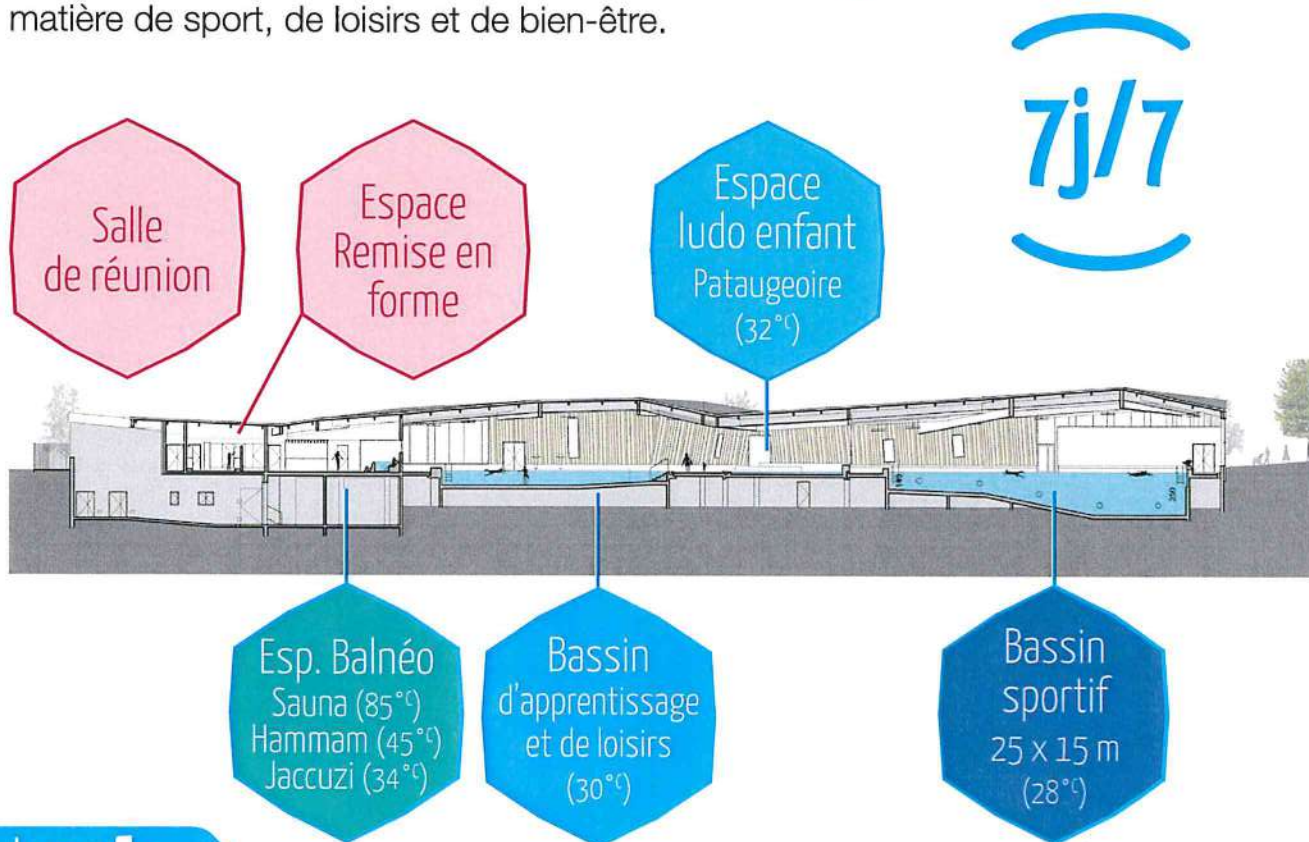 matière de sport, de loisirs et de bien-être.
7j/7
Salle
de réunion
Espace
Remise en
forme
Espace
ludo enfant
Pataugeoire
(32°C)
Esp. Balnéo
Sauna (85°C)
Hammam (45°C)
Jaccuzi (34°C)
Bassin
d'apprentissage
et de loisirs
(30°C)
Bassin
sportif
25 x 15 m
(28°C)